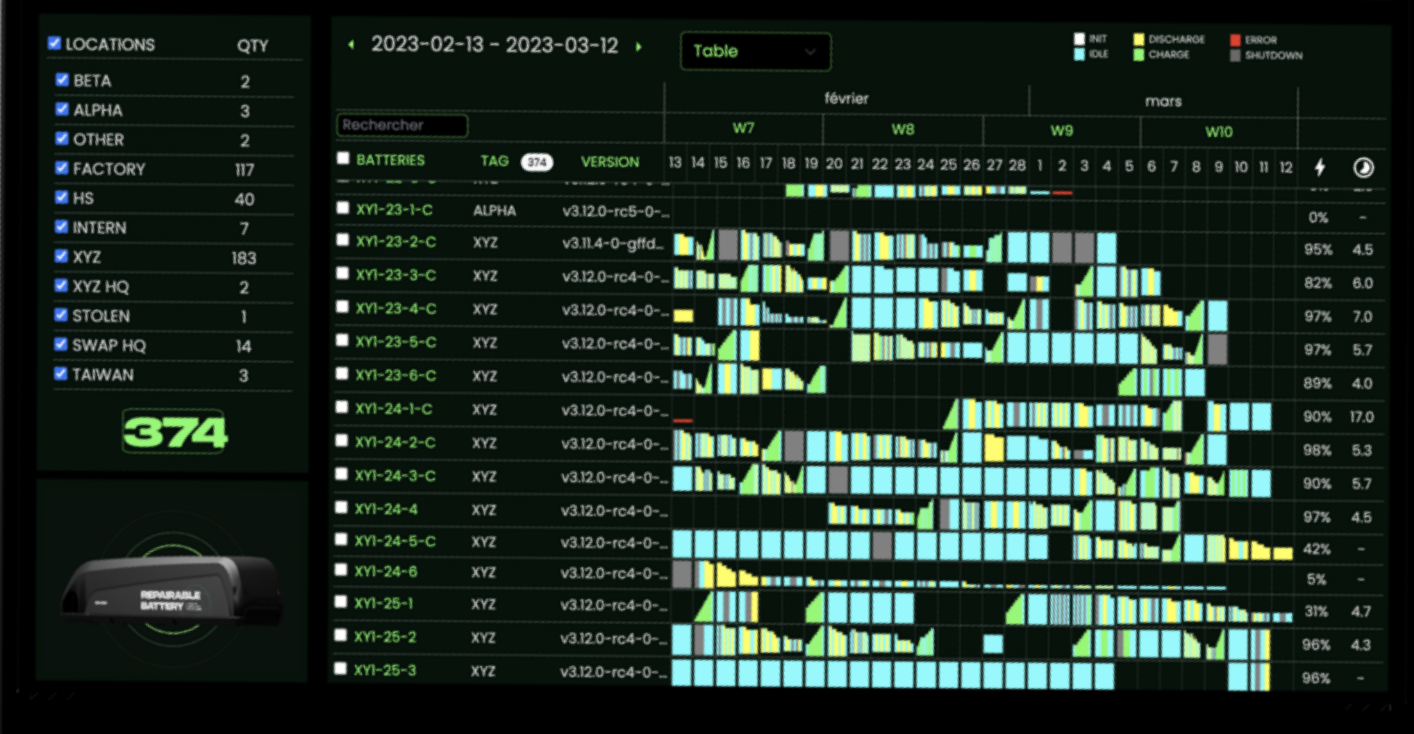 LOCATIONS QTY
BETA 2
ALPHA 3
OTHER 2
FACTORY 117
HS 40
INTERN 7
XYZ 183
XYZ HQ 2
STOLEN 1
SWAP HQ 14
TAIWAN 3
374
REPAIRABLE
BATTERY
2023-02-13 - 2023-03-12
Table
INIT DISCHARGE ERROR
IDLE CHARGE SHUTDOWN
février mars
Rechercher W7 W8 W9 W10
BATTERIES TAG 374 VERSION 13 14 15 16 17 18 19 20 21 22 23 24 25 26 27 28 1 2 3 4 5 6 7 8 9 10 11 12
XY1-23-1-C ALPHA v3.12.0-rc5-0-... 0% -
XY1-23-2-C XYZ v3.11.4-0-gffd... 95% 4.5
XY1-23-3-C XYZ v3.12.0-rc4-0-... 82% 6.0
XY1-23-4-C XYZ v3.12.0-rc4-0-... 97% 7.0
XY1-23-5-C XYZ v3.12.0-rc4-0-... 97% 5.7
XY1-23-6-C XYZ v3.12.0-rc4-0-... 89% 4.0
XY1-24-1-C XYZ v3.12.0-rc4-0-... 90% 17.0
XY1-24-2-C XYZ v3.12.0-rc4-0-... 98% 5.3
XY1-24-3-C XYZ v3.12.0-rc4-0-... 90% 5.7
XY1-24-4 XYZ v3.12.0-rc4-0-... 97% 4.5
XY1-24-5-C XYZ v3.12.0-rc4-0-... 42% -
XY1-24-6 XYZ v3.12.0-rc4-0-... 5% -
XY1-25-1 XYZ v3.12.0-rc4-0-... 31% 4.7
XY1-25-2 XYZ v3.12.0-rc4-0-... 96% 4.3
XY1-25-3 XYZ v3.12.0-rc4-0-... 96% -